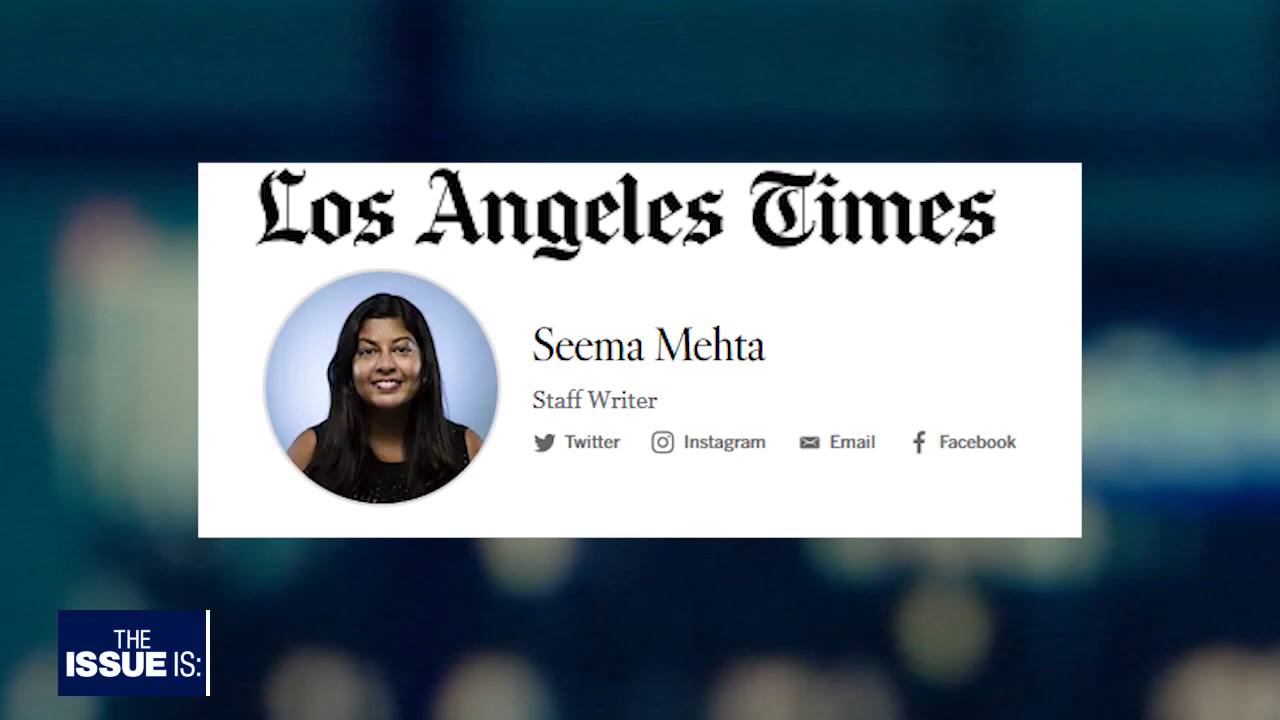 Los Angeles Times
Seema Mehta
Staff Writer
Twitter Instagram Email Facebook
THE
ISSUE IS: